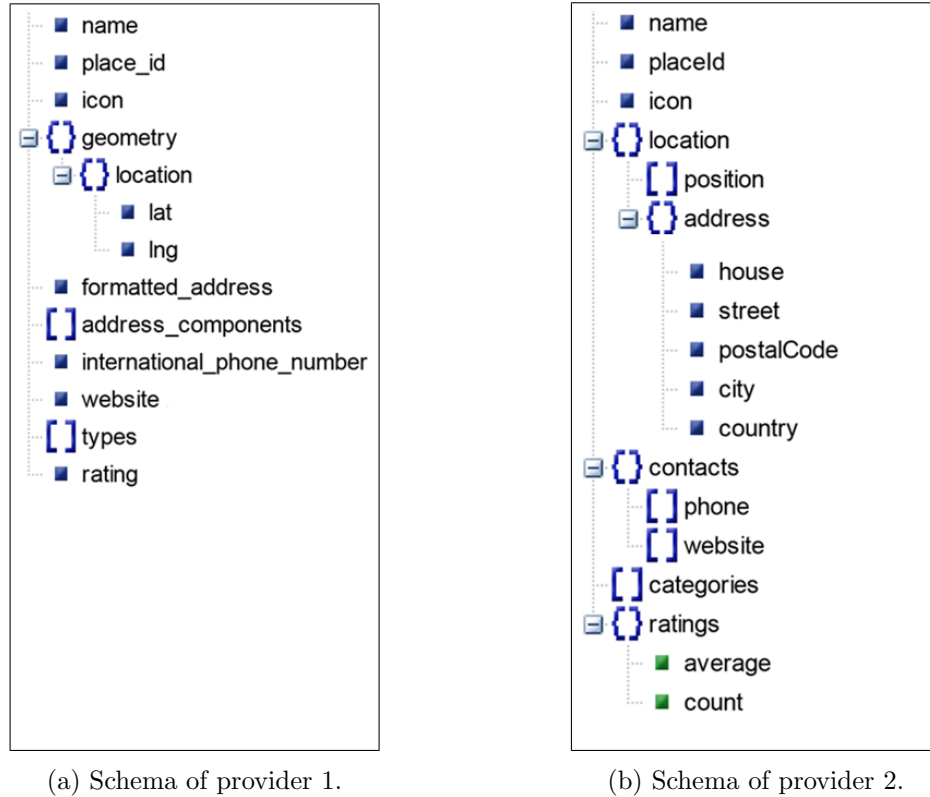 name
place_id
icon
geometry
location
lat
lng
formatted_address
address_components
international_phone_number
website
types
rating
(a) Schema of provider 1.
name
placeId
icon
location
position
address
house
street
postalCode
city
country
contacts
phone
website
categories
ratings
average
count
(b) Schema of provider 2.